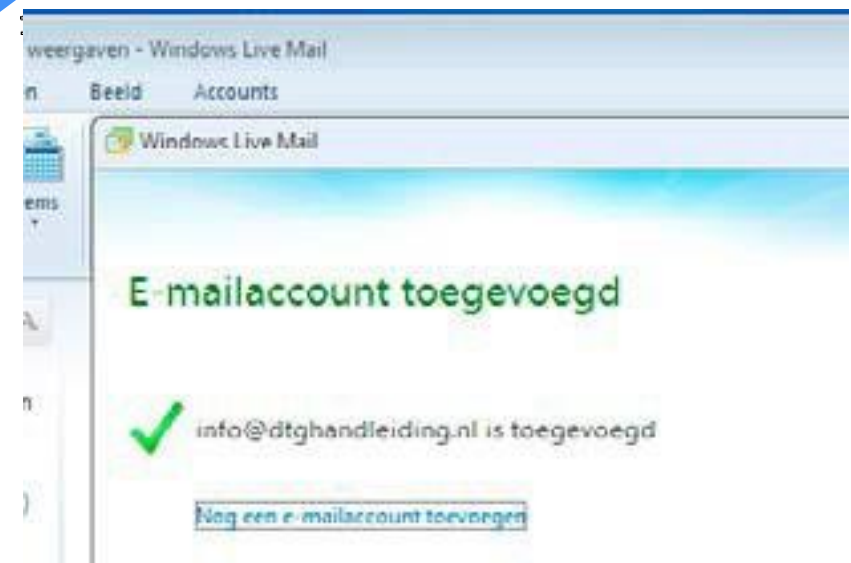 weergaven - Windows Live Mail
n Beeld Accounts
Windows Live Mail
ems
E-mailaccount toegevoegd
n
info@dtghandleiding.nl is toegevoegd
)
Nog een e-mailaccount toevoegen